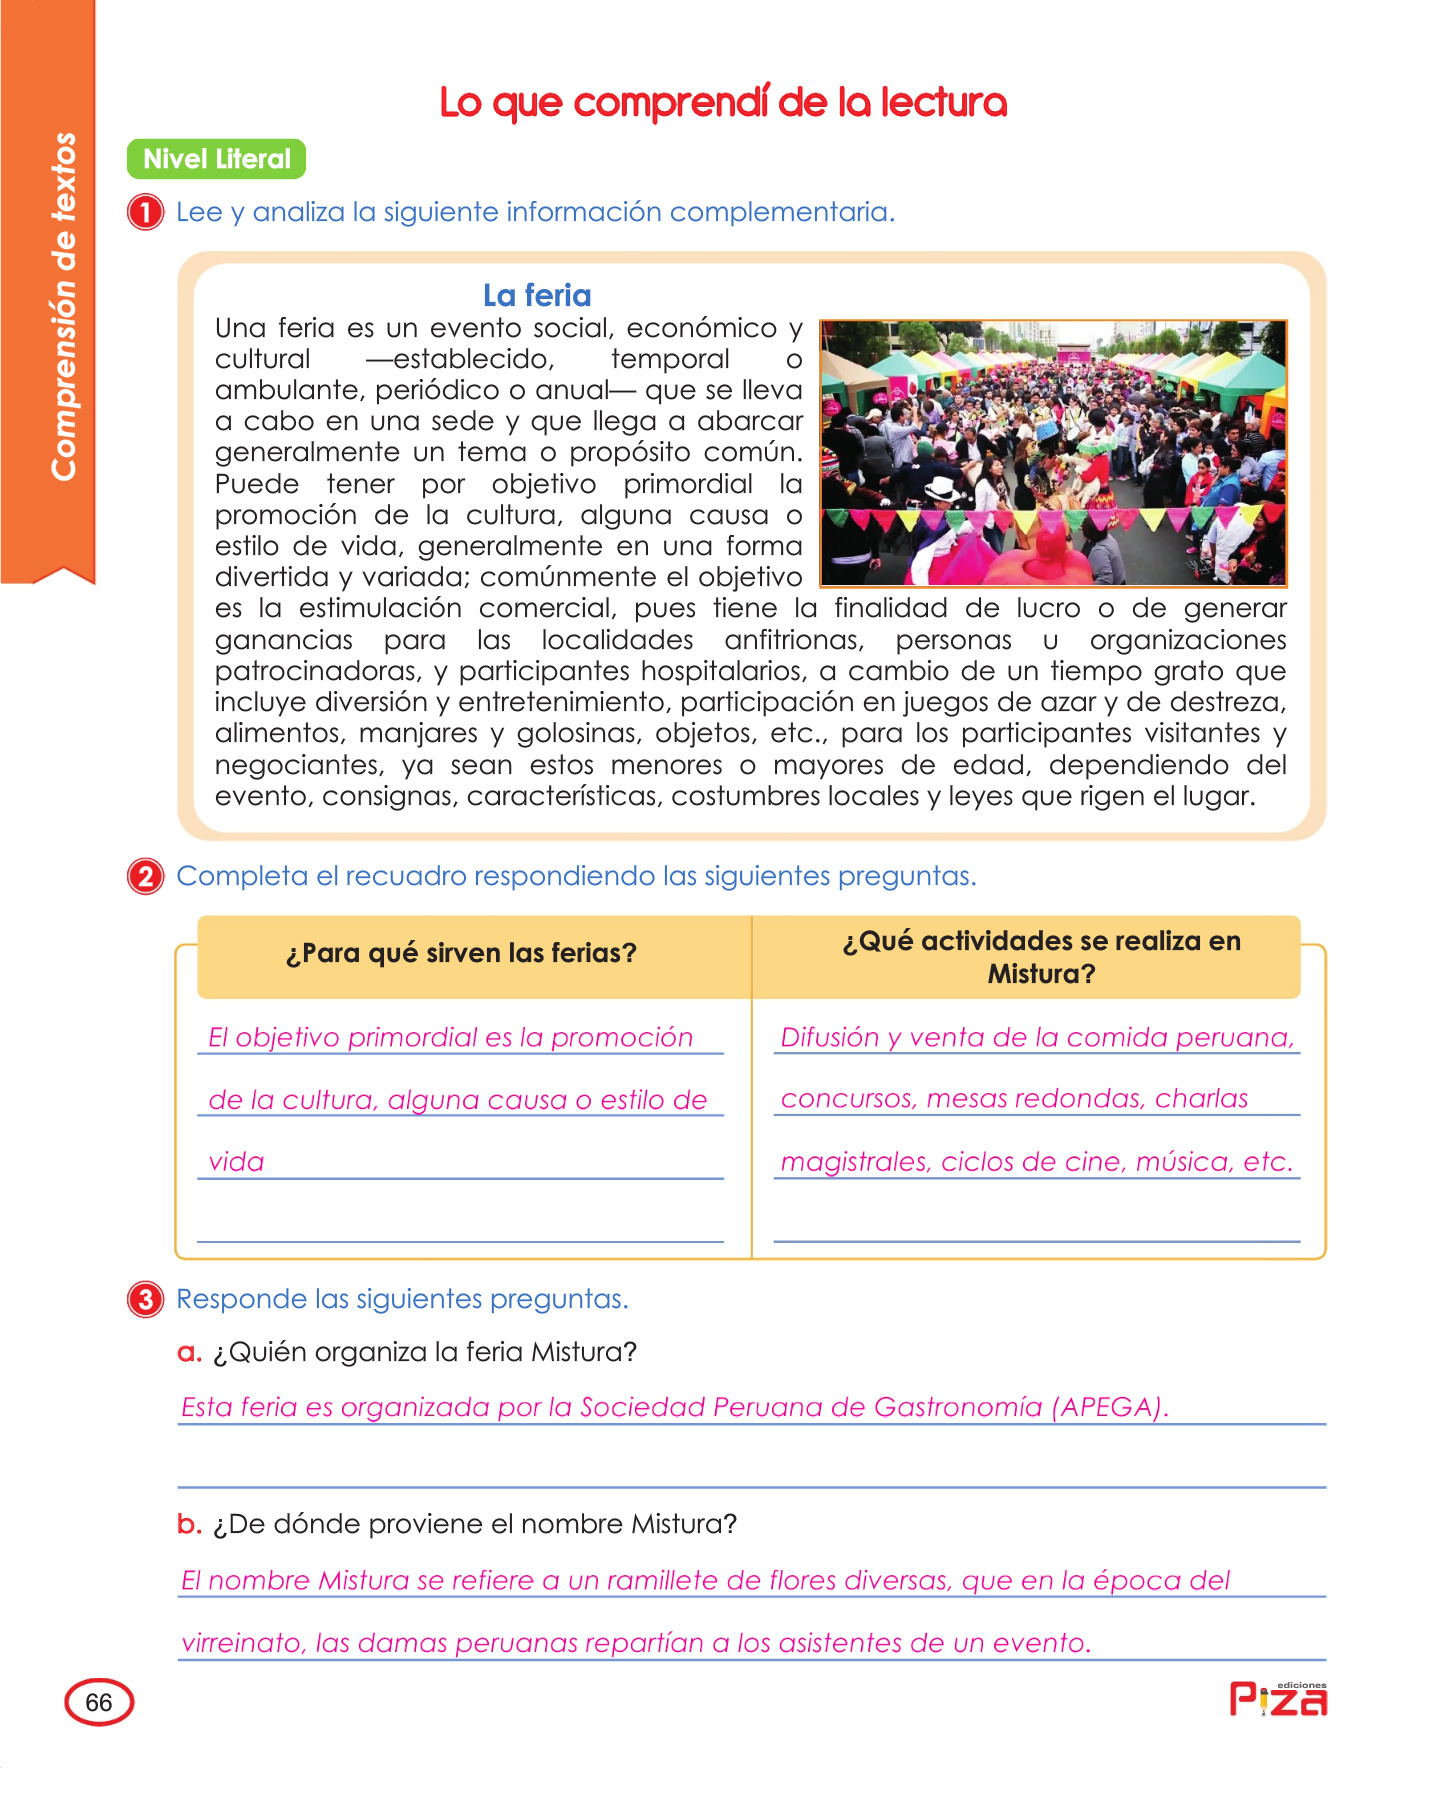 Comprensión de textos
Lo que comprendí de la lectura
Nivel Literal
1 Lee y analiza la siguiente información complementaria.
La feria
Una feria es un evento social, económico y
cultural —establecido, temporal o
ambulante, periódico o anual— que se lleva
a cabo en una sede y que llega a abarcar
generalmente un tema o propósito común.
Puede tener por objetivo primordial la
promoción de la cultura, alguna causa o
estilo de vida, generalmente en una forma
divertida y variada; comúnmente el objetivo
es la estimulación comercial, pues tiene la finalidad de lucro o de generar
ganancias para las localidades anfitrionas, personas u organizaciones
patrocinadoras, y participantes hospitalarios, a cambio de un tiempo grato que
incluye diversión y entretenimiento, participación en juegos de azar y de destreza,
alimentos, manjares y golosinas, objetos, etc., para los participantes visitantes y
negociantes, ya sean estos menores o mayores de edad, dependiendo del
evento, consignas, características, costumbres locales y leyes que rigen el lugar.
2 Completa el recuadro respondiendo las siguientes preguntas.
¿Para qué sirven las ferias?
El objetivo primordial es la promoción
de la cultura, alguna causa o estilo de
vida
¿Qué actividades se realiza en
Mistura?
Difusión y venta de la comida peruana,
concursos, mesas redondas, charlas
magistrales, ciclos de cine, música, etc.
3 Responde las siguientes preguntas.
a. ¿Quién organiza la feria Mistura?
Esta feria es organizada por la Sociedad Peruana de Gastronomía (APEGA).
b. ¿De dónde proviene el nombre Mistura?
El nombre Mistura se refiere a un ramillete de flores diversas, que en la época del
virreinato, las damas peruanas repartían a los asistentes de un evento.
66
ediciones
Piza